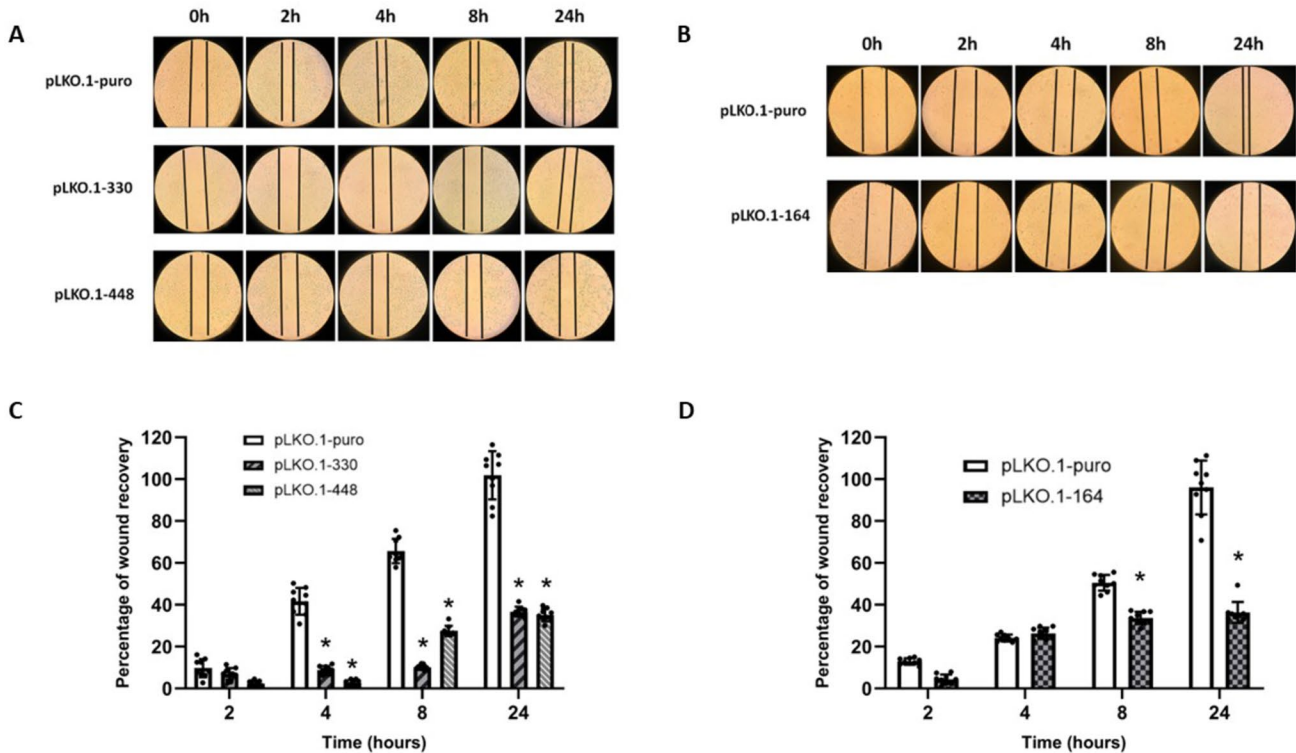 A
0h 2h 4h 8h 24h
pLKO.1-puro
pLKO.1-330
pLKO.1-448
B
0h 2h 4h 8h 24h
pLKO.1-puro
pLKO.1-164
C
Percentage of wound recovery
120
100
80
60
40
20
0
pLKO.1-puro
pLKO.1-330
pLKO.1-448
* * * * * *
2 4 8 24
Time (hours)
D
Percentage of wound recovery
120
100
80
60
40
20
0
pLKO.1-puro
pLKO.1-164
* *
2 4 8 24
Time (hours)